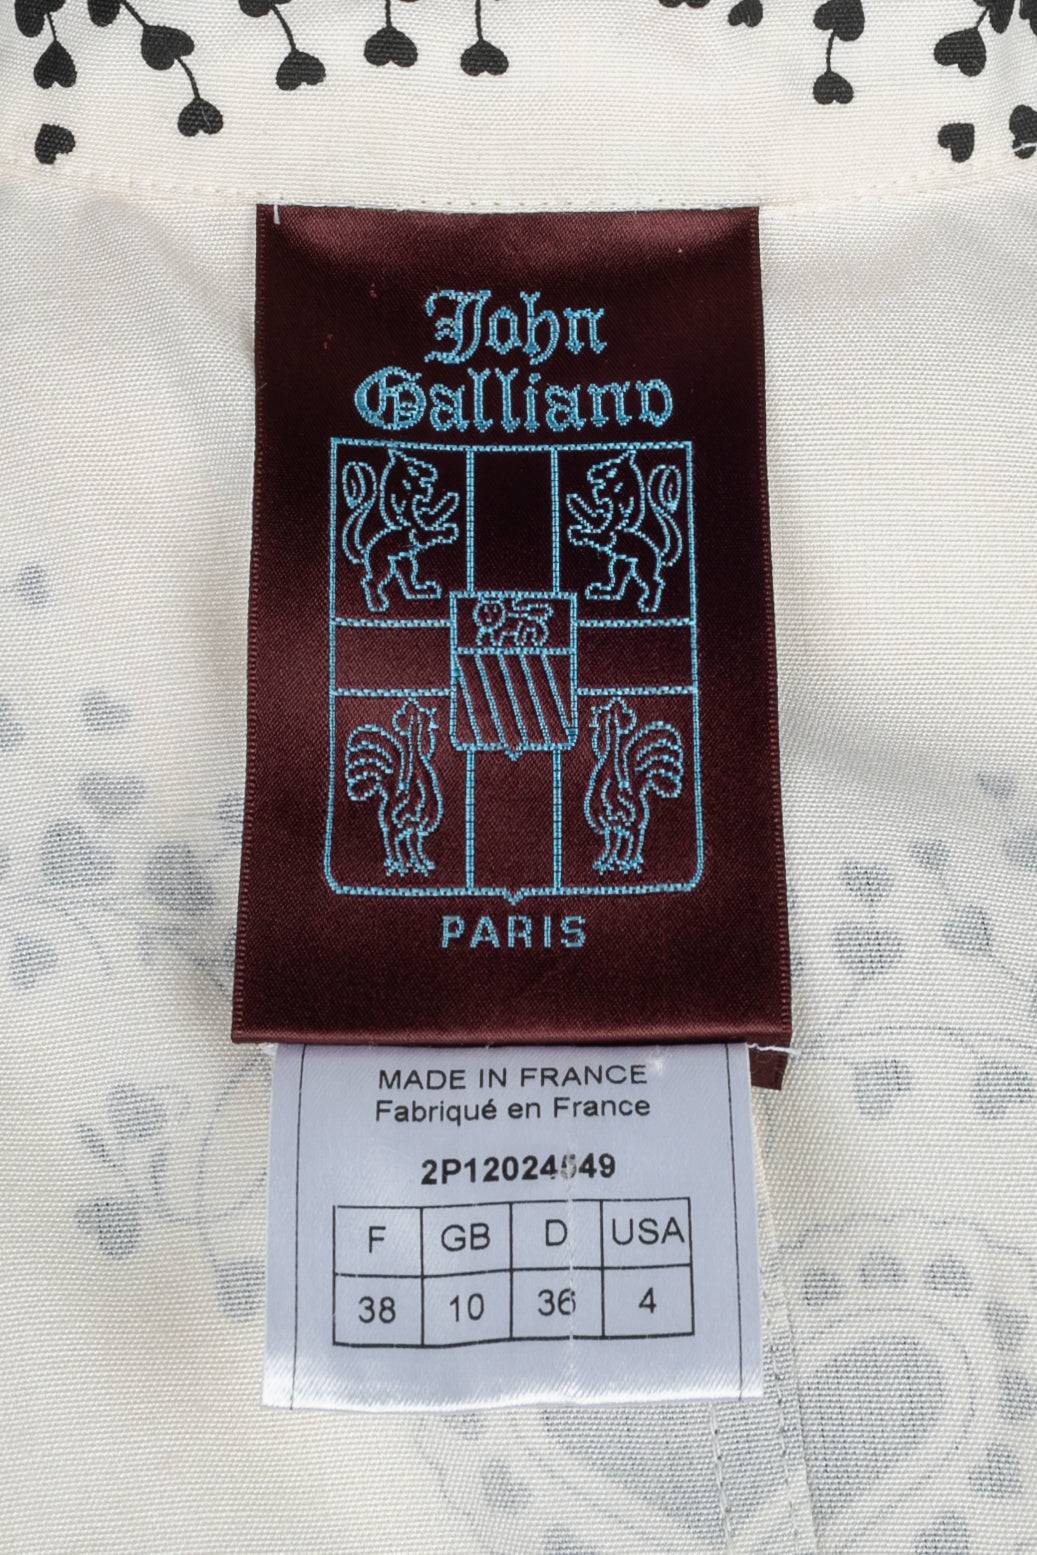 John
Galliano
PARIS
MADE IN FRANCE
Fabriqué en France
F GB D USA
38 10 36 4